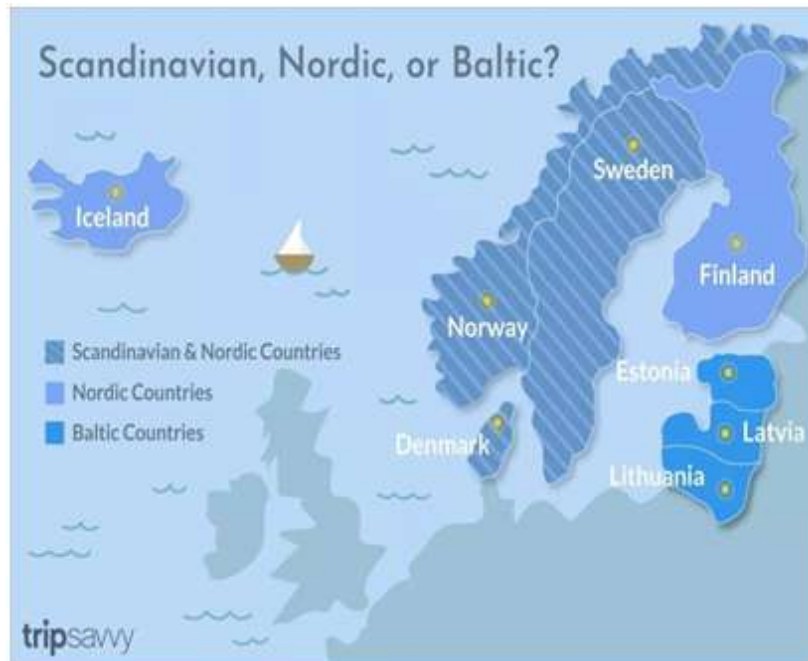 Scandinavian, Nordic, or Baltic?
Sweden
Iceland
Finland
Norway
Scandinavian & Nordic Countries
Estonia
Nordic Countries
Denmark
Latvia
Baltic Countries
Lithuania
tripsavvy